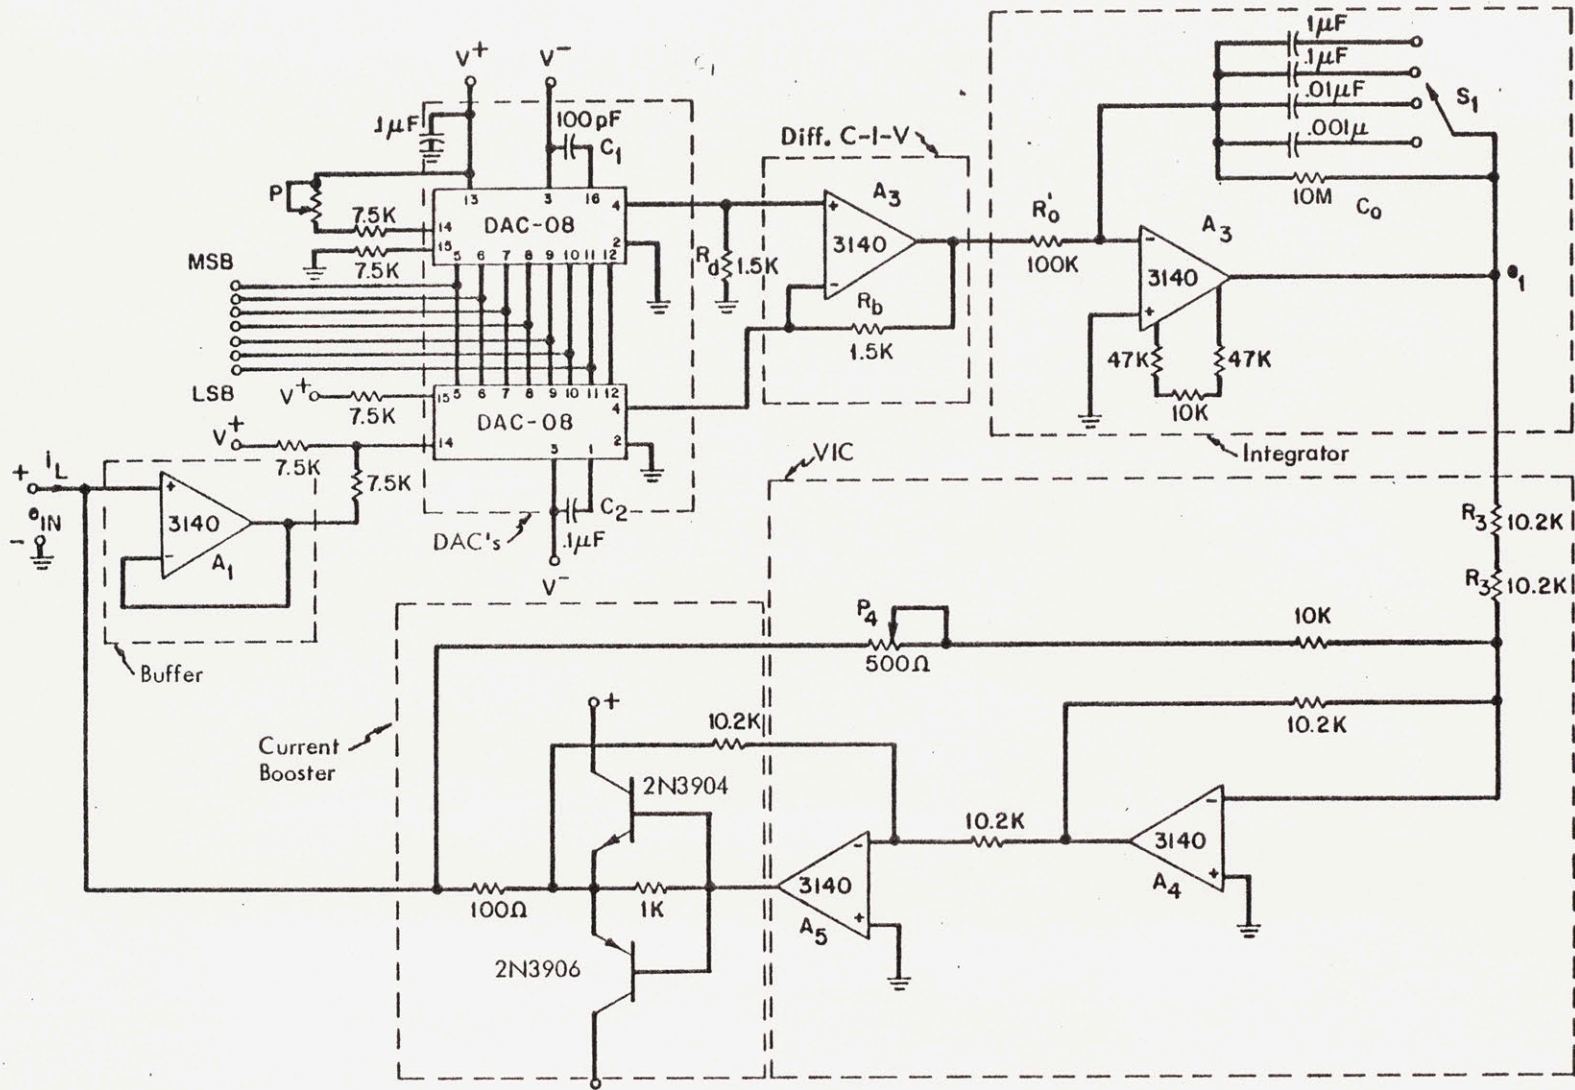 V+
V−
.1µF
100pF
C1
P
13
3
16
7.5K
14
DAC-08
4
15
2
7.5K
5 6 7 8 9 10 11 12
MSB
LSB
V+
7.5K
15
5 6 7 8 9 10 11 12
4
DAC-08
V+
7.5K
14
2
3
1
7.5K
C2
.1µF
V−
DAC's
+
iL
eIN
-
+
3140
-
A1
Buffer
Rd
1.5K
Diff. C-I-V
A3
+
3140
-
Rb
1.5K
R'o
100K
1µF
.1µF
.01µF
.001µ
S1
10M
Co
A3
-
3140
+
47K
47K
10K
e1
Integrator
VIC
R3
10.2K
R3
10.2K
P4
500Ω
10K
10.2K
10.2K
Current
Booster
+
2N3904
10.2K
-
3140
+
A4
-
3140
+
A5
100Ω
1K
2N3906